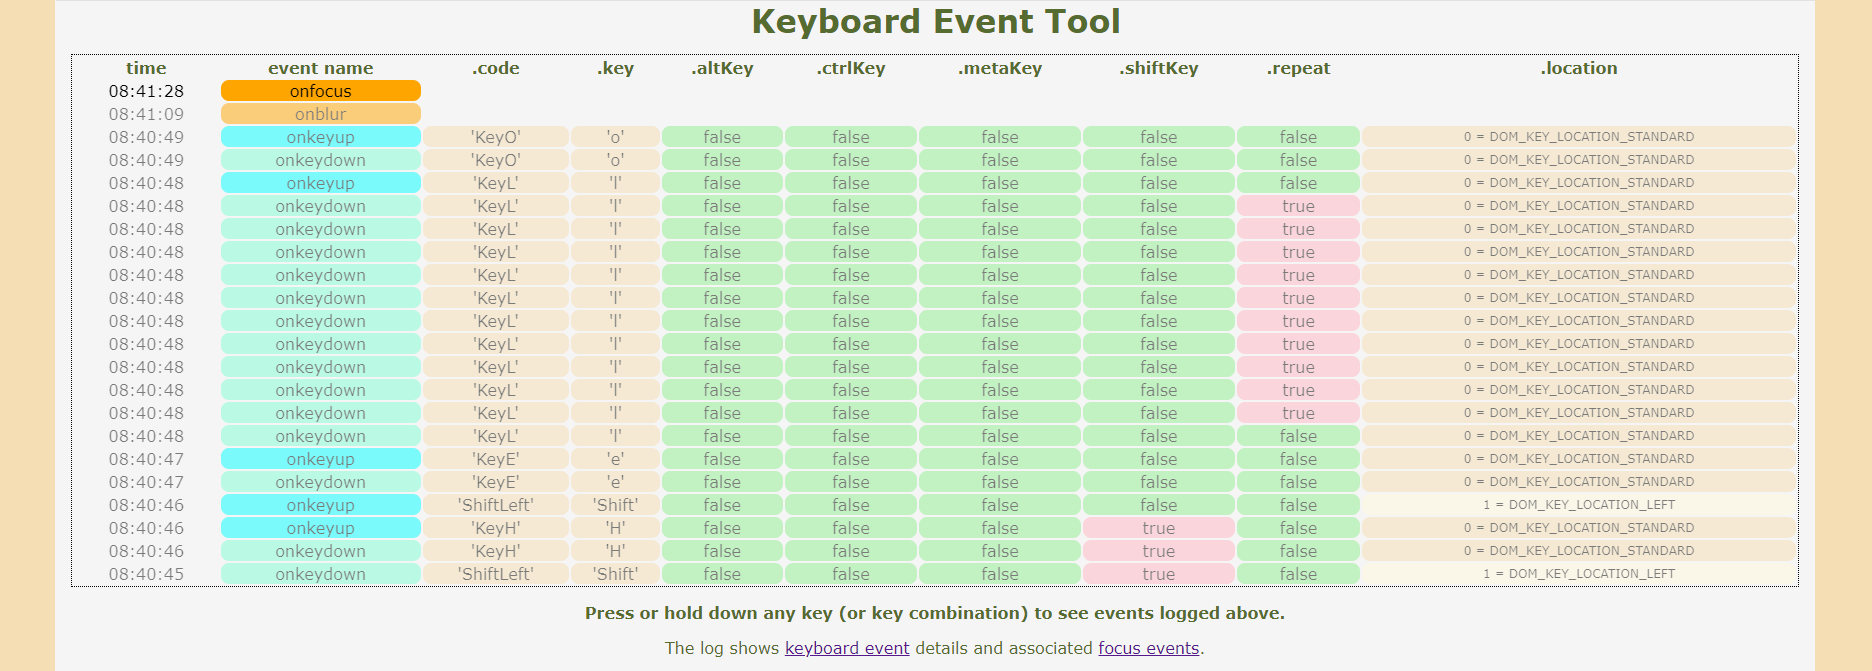 Keyboard Event Tool
time event name .code .key .altKey .ctrlKey .metaKey .shiftKey .repeat .location
08:41:28 onfocus
08:41:09 onblur
08:40:49 onkeyup 'KeyO' 'o' false false false false false 0 = DOM_KEY_LOCATION_STANDARD
08:40:49 onkeydown 'KeyO' 'o' false false false false false 0 = DOM_KEY_LOCATION_STANDARD
08:40:48 onkeyup 'KeyL' 'l' false false false false false 0 = DOM_KEY_LOCATION_STANDARD
08:40:48 onkeydown 'KeyL' 'l' false false false false true 0 = DOM_KEY_LOCATION_STANDARD
08:40:48 onkeydown 'KeyL' 'l' false false false false true 0 = DOM_KEY_LOCATION_STANDARD
08:40:48 onkeydown 'KeyL' 'l' false false false false true 0 = DOM_KEY_LOCATION_STANDARD
08:40:48 onkeydown 'KeyL' 'l' false false false false true 0 = DOM_KEY_LOCATION_STANDARD
08:40:48 onkeydown 'KeyL' 'l' false false false false true 0 = DOM_KEY_LOCATION_STANDARD
08:40:48 onkeydown 'KeyL' 'l' false false false false true 0 = DOM_KEY_LOCATION_STANDARD
08:40:48 onkeydown 'KeyL' 'l' false false false false true 0 = DOM_KEY_LOCATION_STANDARD
08:40:48 onkeydown 'KeyL' 'l' false false false false true 0 = DOM_KEY_LOCATION_STANDARD
08:40:48 onkeydown 'KeyL' 'l' false false false false true 0 = DOM_KEY_LOCATION_STANDARD
08:40:48 onkeydown 'KeyL' 'l' false false false false true 0 = DOM_KEY_LOCATION_STANDARD
08:40:48 onkeydown 'KeyL' 'l' false false false false false 0 = DOM_KEY_LOCATION_STANDARD
08:40:47 onkeyup 'KeyE' 'e' false false false false false 0 = DOM_KEY_LOCATION_STANDARD
08:40:47 onkeydown 'KeyE' 'e' false false false false false 0 = DOM_KEY_LOCATION_STANDARD
08:40:46 onkeyup 'ShiftLeft' 'Shift' false false false false false 1 = DOM_KEY_LOCATION_LEFT
08:40:46 onkeyup 'KeyH' 'H' false false false true false 0 = DOM_KEY_LOCATION_STANDARD
08:40:46 onkeydown 'KeyH' 'H' false false false true false 0 = DOM_KEY_LOCATION_STANDARD
08:40:45 onkeydown 'ShiftLeft' 'Shift' false false false true false 1 = DOM_KEY_LOCATION_LEFT
Press or hold down any key (or key combination) to see events logged above.
The log shows keyboard event details and associated focus events.